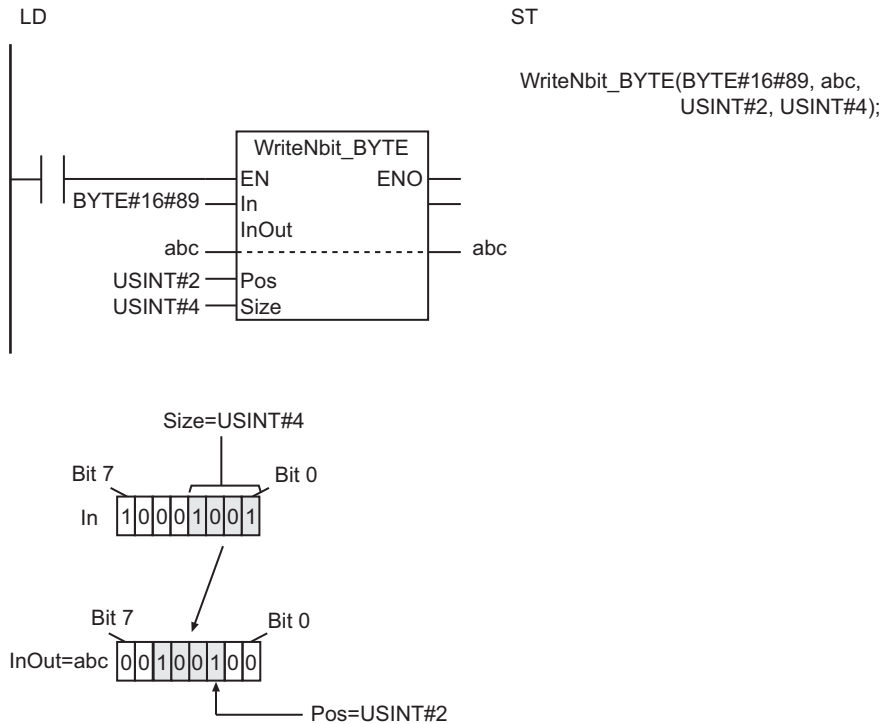 LD
ST
WriteNbit_BYTE(BYTE#16#89, abc,
USINT#2, USINT#4);
WriteNbit_BYTE
EN ENO
BYTE#16#89 In
InOut
abc abc
USINT#2 Pos
USINT#4 Size
Size=USINT#4
Bit 7 Bit 0
In 1 0 0 0 1 0 0 1
Bit 7 Bit 0
InOut=abc 0 0 1 0 0 1 0 0
Pos=USINT#2